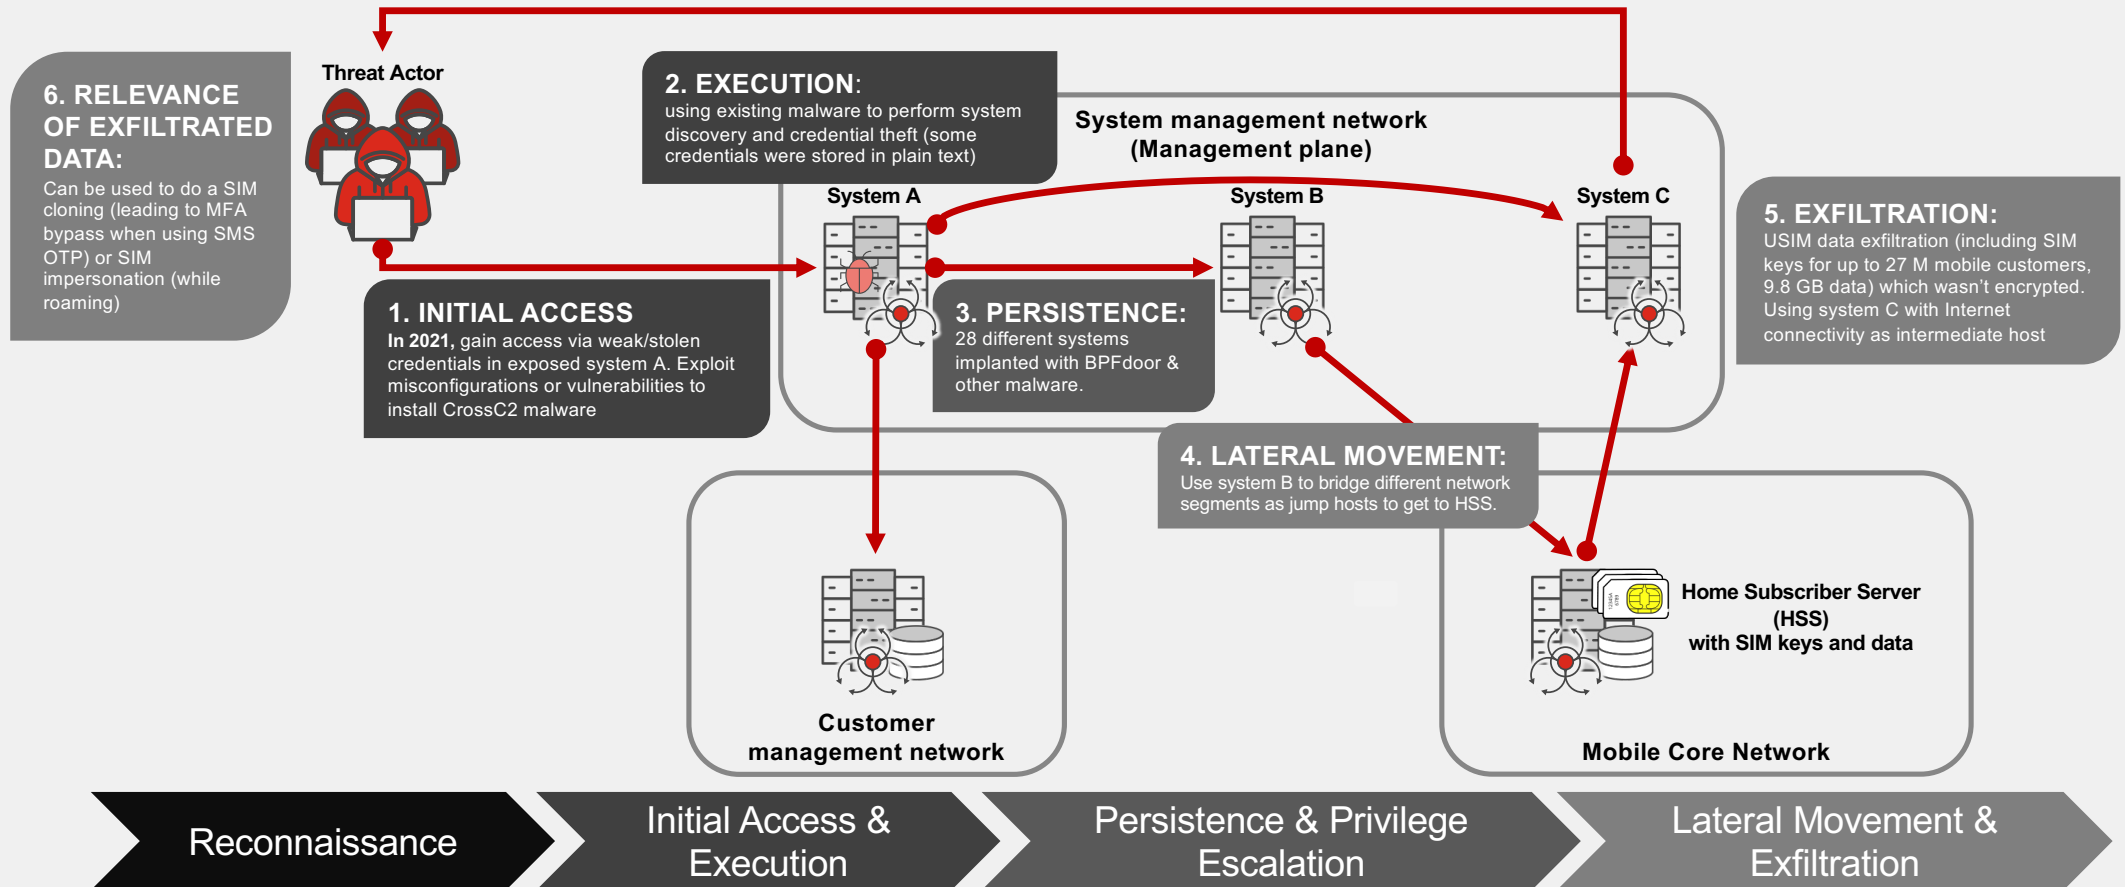 Threat Actor
6. RELEVANCE
OF EXFILTRATED
DATA:
Can be used to do a SIM
cloning (leading to MFA
bypass when using SMS
OTP) or SIM
impersonation (while
roaming)
1. INITIAL ACCESS
In 2021, gain access via weak/stolen
credentials in exposed system A. Exploit
misconfigurations or vulnerabilities to
install CrossC2 malware
2. EXECUTION:
using existing malware to perform system
discovery and credential theft (some
credentials were stored in plain text)
System management network
(Management plane)
System A
System B
System C
3. PERSISTENCE:
28 different systems
implanted with BPFdoor &
other malware.
4. LATERAL MOVEMENT:
Use system B to bridge different network
segments as jump hosts to get to HSS.
5. EXFILTRATION:
USIM data exfiltration (including SIM
keys for up to 27 M mobile customers,
9.8 GB data) which wasn't encrypted.
Using system C with Internet
connectivity as intermediate host
Customer
management network
Home Subscriber Server
(HSS)
with SIM keys and data
Mobile Core Network
Reconnaissance
Initial Access &
Execution
Persistence & Privilege
Escalation
Lateral Movement &
Exfiltration